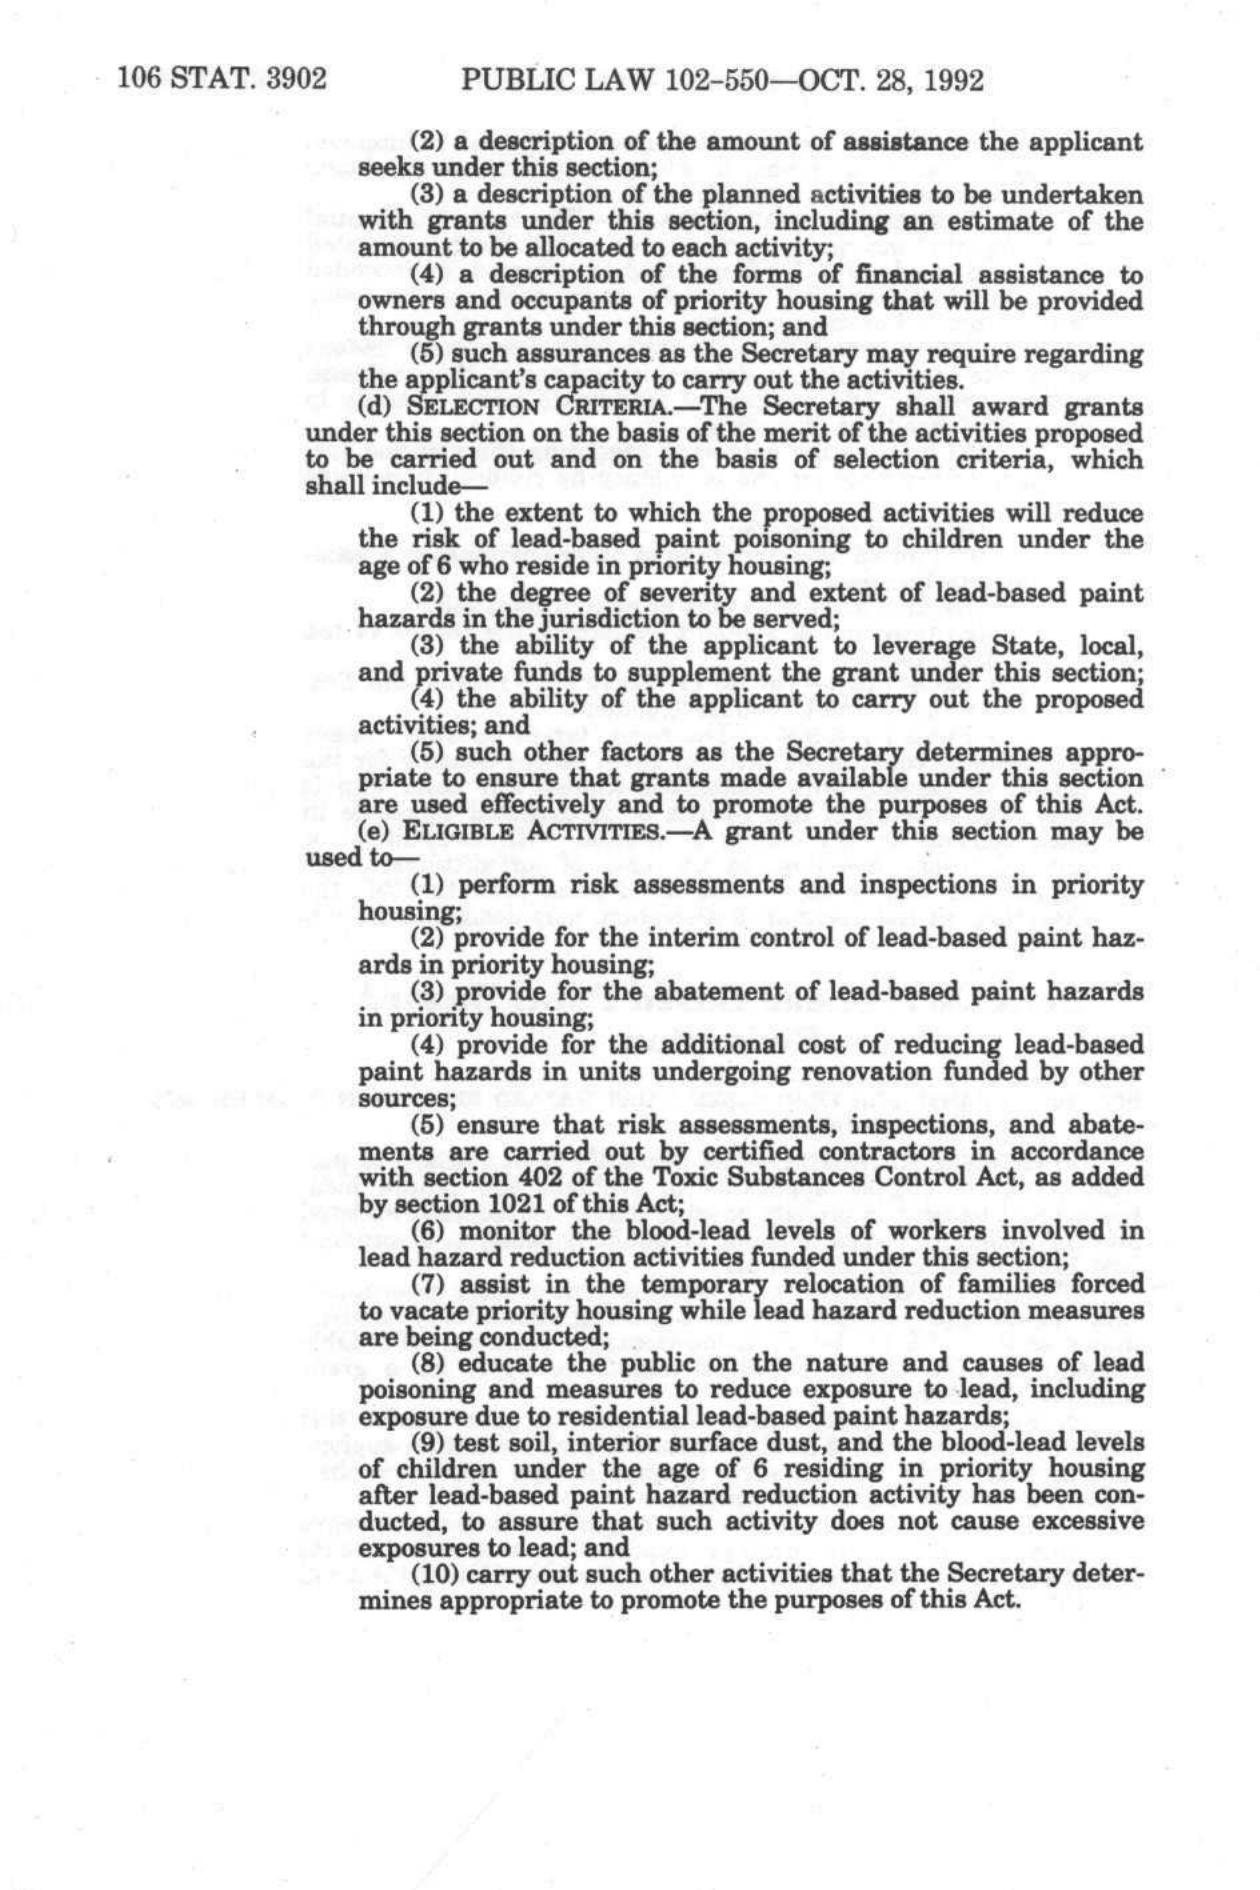 106 STAT. 3902 PUBLIC LAW 102-550—OCT. 28, 1992
(2) a description of the amount of assistance the applicant
seeks under this section;
(3) a description of the planned activities to be undertaken
with grants under this section, including an estimate of the
amount to be allocated to each activity;
(4) a description of the forms of financial assistance to
owners and occupants of priority housing that will be provided
through grants under this section; and
(5) such assurances as the Secretary may require regarding
the applicant's capacity to carry out the activities.
(d) SELECTION CRITERIA.—The Secretary shall award grants
under this section on the basis of the merit of the activities proposed
to be carried out and on the basis of selection criteria, which
shall include—
(1) the extent to which the proposed activities will reduce
the risk of lead-based paint poisoning to children under the
age of 6 who reside in priority housing;
(2) the degree of severity and extent of lead-based paint
hazards in the jurisdiction to be served;
(3) the ability of the applicant to leverage State, local,
and private funds to supplement the grant under this section;
(4) the ability of the applicant to carry out the proposed
activities; and
(5) such other factors as the Secretary determines appro-
priate to ensure that grants made available under this section
are used effectively and to promote the purposes of this Act.
(e) ELIGIBLE ACTIVITIES.—A grant under this section may be
used to—
(1) perform risk assessments and inspections in priority
housing;
(2) provide for the interim control of lead-based paint haz-
ards in priority housing;
(3) provide for the abatement of lead-based paint hazards
in priority housing;
(4) provide for the additional cost of reducing lead-based
paint hazards in units undergoing renovation funded by other
sources;
(5) ensure that risk assessments, inspections, and abate-
ments are carried out by certified contractors in accordance
with section 402 of the Toxic Substances Control Act, as added
by section 1021 of this Act;
(6) monitor the blood-lead levels of workers involved in
lead hazard reduction activities funded under this section;
(7) assist in the temporary relocation of families forced
to vacate priority housing while lead hazard reduction measures
are being conducted;
(8) educate the public on the nature and causes of lead
poisoning and measures to reduce exposure to lead, including
exposure due to residential lead-based paint hazards;
(9) test soil, interior surface dust, and the blood-lead levels
of children under the age of 6 residing in priority housing
after lead-based paint hazard reduction activity has been con-
ducted, to assure that such activity does not cause excessive
exposures to lead; and
(10) carry out such other activities that the Secretary deter-
mines appropriate to promote the purposes of this Act.